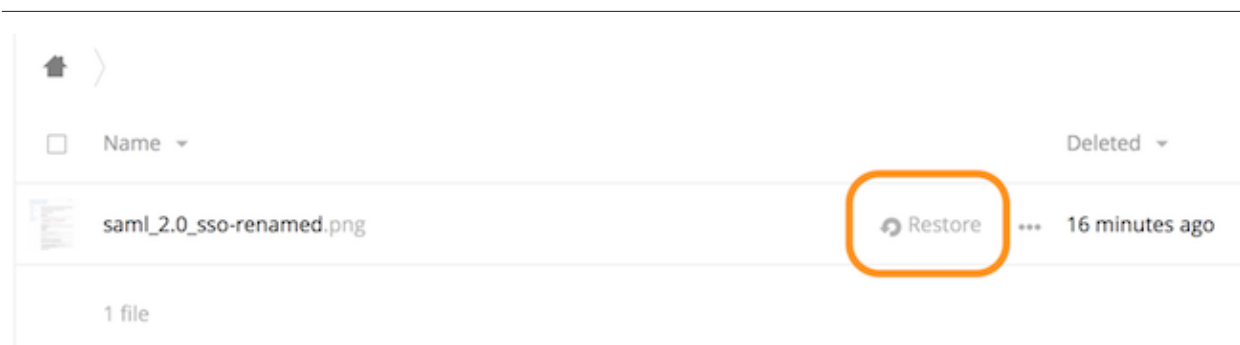 Name Deleted
saml_2.0_sso-renamed.png Restore ... 16 minutes ago
1 file